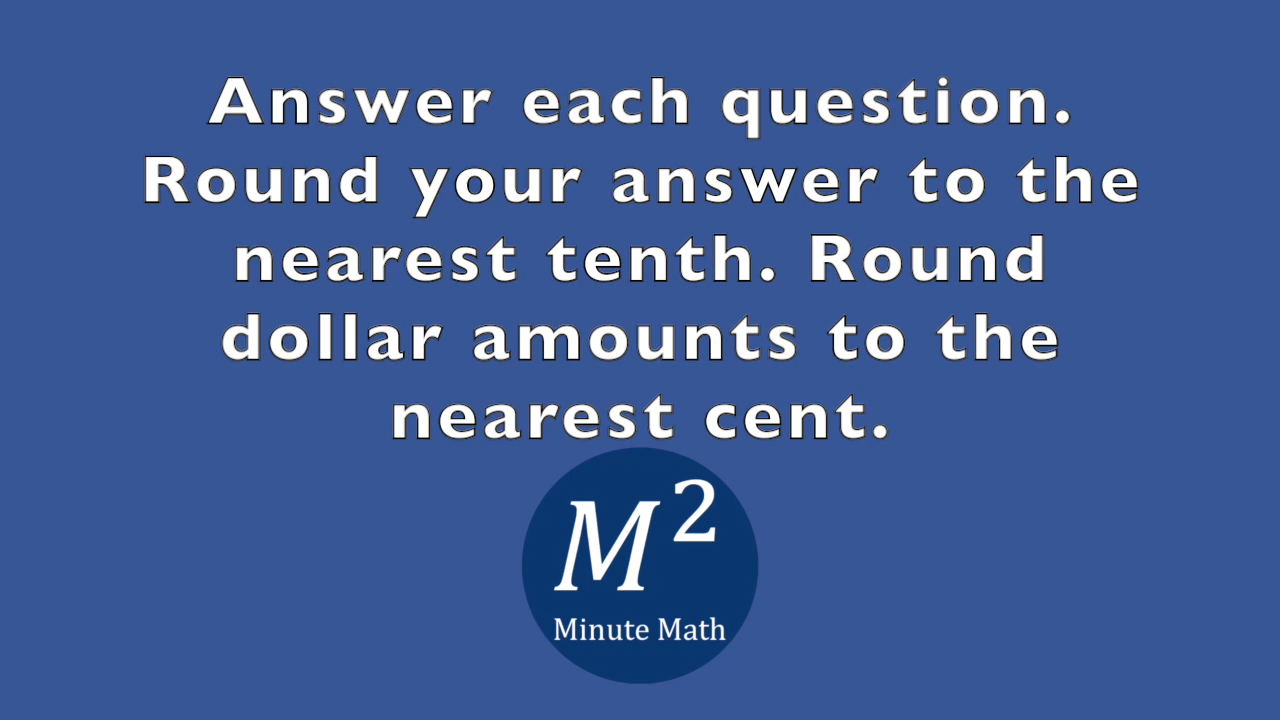 Answer each question.
Round your answer to the
nearest tenth. Round
dollar amounts to the
nearest cent.
M²
Minute Math